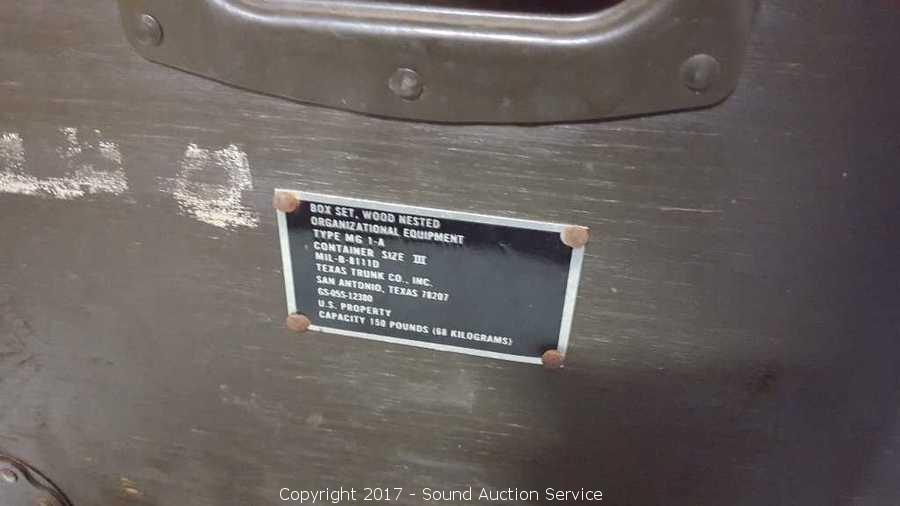 BOX SET, WOOD NESTED
ORGANIZATIONAL EQUIPMENT
TYPE MG 1-A
CONTAINER SIZE III
MIL-B-8111D
TEXAS TRUNK CO., INC.
SAN ANTONIO, TEXAS 78207
GS-05S-12380
U.S. PROPERTY
CAPACITY 150 POUNDS (68 KILOGRAMS)
Copyright 2017 - Sound Auction Service